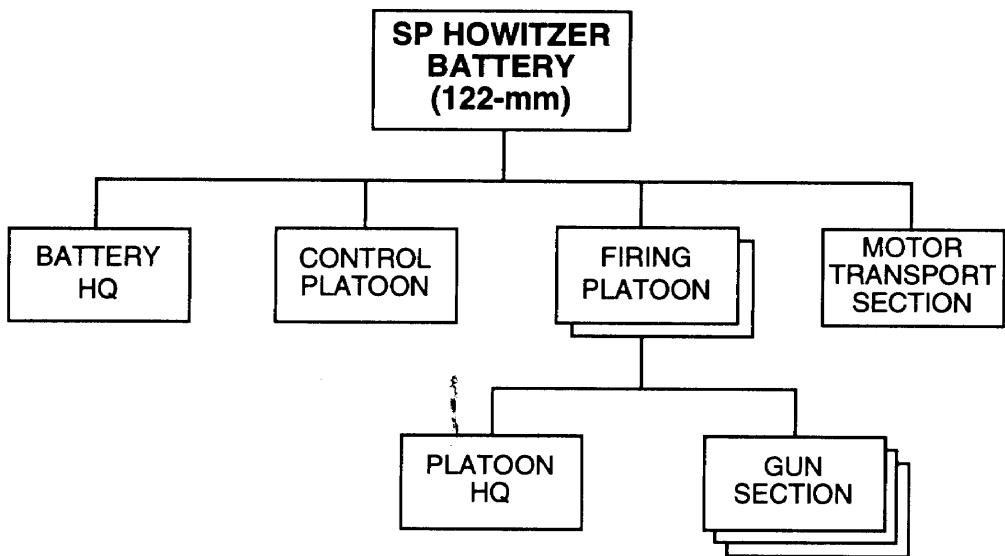 SP HOWITZER
BATTERY
(122-mm)
BATTERY
HQ
CONTROL
PLATOON
FIRING
PLATOON
MOTOR
TRANSPORT
SECTION
PLATOON
HQ
GUN
SECTION